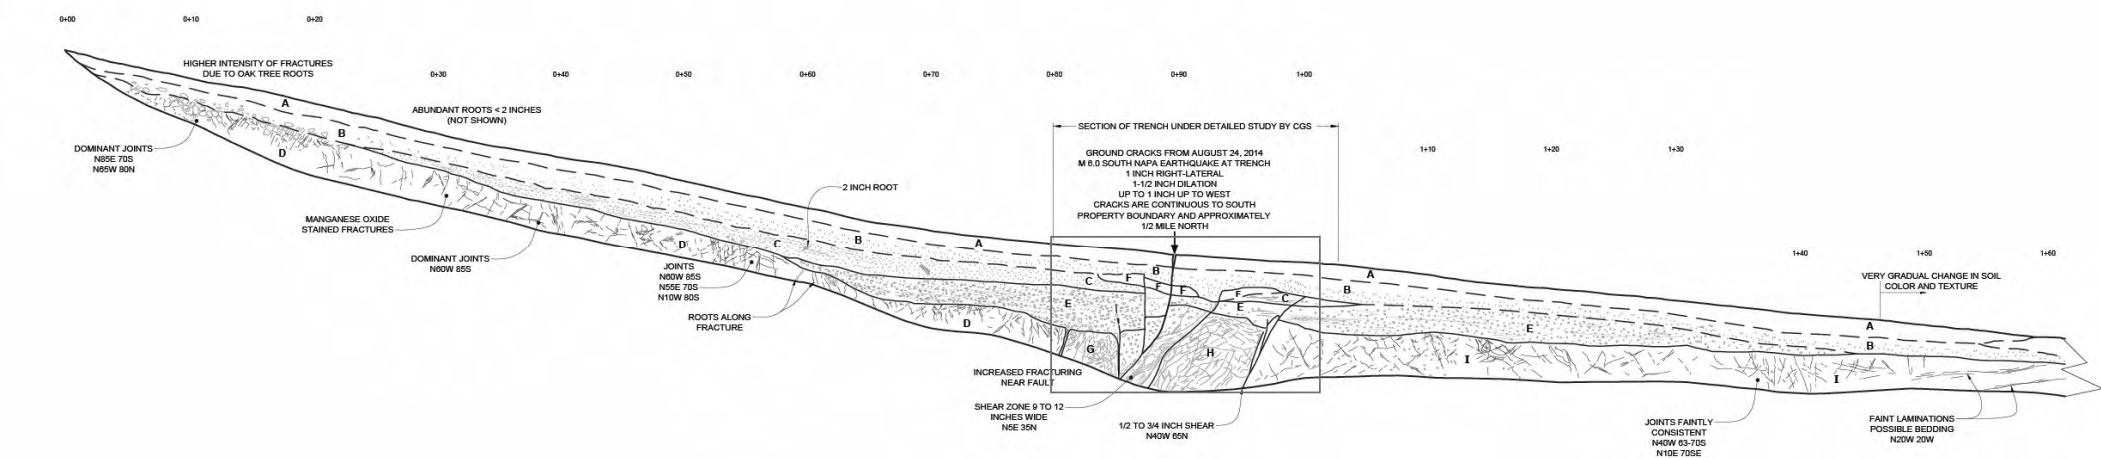 0+00
0+10
0+20
0+30
0+40
0+50
0+60
0+70
0+80
0+90
1+00
1+10
1+20
1+30
1+40
1+50
1+60
HIGHER INTENSITY OF FRACTURES
DUE TO OAK TREE ROOTS
ABUNDANT ROOTS < 2 INCHES
(NOT SHOWN)
DOMINANT JOINTS
N85E 70S
N65W 80N
MANGANESE OXIDE
STAINED FRACTURES
DOMINANT JOINTS
N60W 85S
2 INCH ROOT
JOINTS
N60W 85S
N55E 70S
N10W 80S
ROOTS ALONG
FRACTURE
SECTION OF TRENCH UNDER DETAILED STUDY BY CGS
GROUND CRACKS FROM AUGUST 24, 2014
M 6.0 SOUTH NAPA EARTHQUAKE AT TRENCH
1 INCH RIGHT-LATERAL
1-1/2 INCH DILATION
UP TO 1 INCH UP TO WEST
CRACKS ARE CONTINUOUS TO SOUTH
PROPERTY BOUNDARY AND APPROXIMATELY
1/2 MILE NORTH
INCREASED FRACTURING
NEAR FAULT
SHEAR ZONE 9 TO 12
INCHES WIDE
N5E 35N
1/2 TO 3/4 INCH SHEAR
N40W 65N
VERY GRADUAL CHANGE IN SOIL
COLOR AND TEXTURE
JOINTS FAINTLY
CONSISTENT
N40W 63-70S
N10E 70SE
FAINT LAMINATIONS
POSSIBLE BEDDING
N20W 20W
A
B
D
D
C
B
A
E
D
C
F
B
F
F
G
H
F
C
E
I
I
A
B
E
I
A
B
I